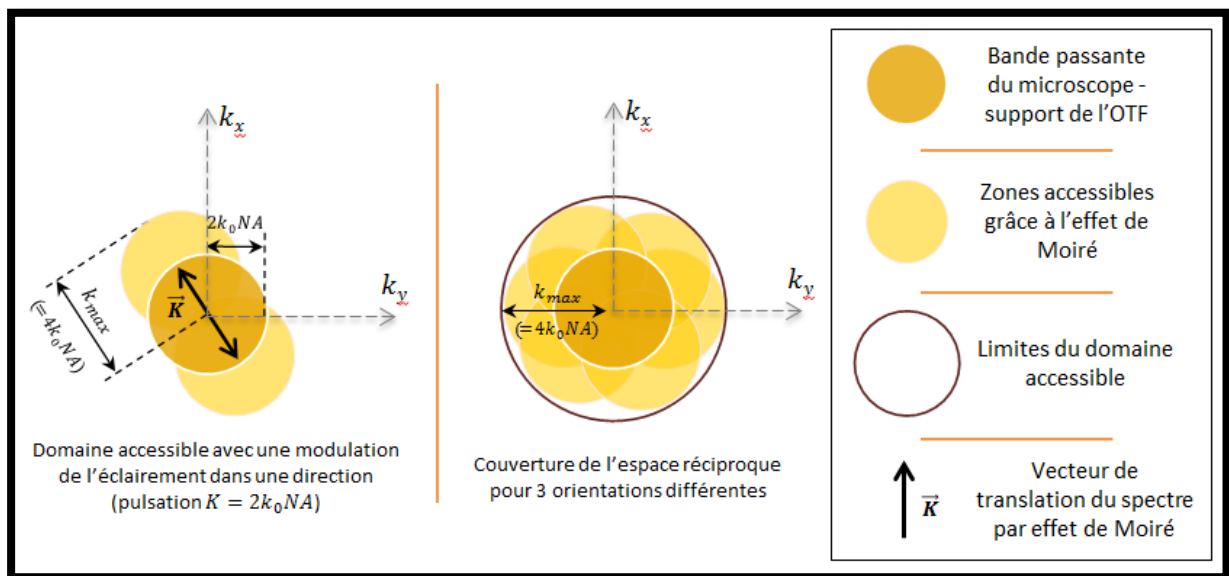 k_x
2k_0NA
k_y
K⃗
k_max
(=4k_0NA)
Domaine accessible avec une modulation
de l'éclairement dans une direction
(pulsation K = 2k_0NA)
k_x
k_y
k_max
(=4k_0NA)
Couverture de l'espace réciproque
pour 3 orientations différentes
Bande passante
du microscope -
support de l'OTF
Zones accessibles
grâce à l'effet de
Moiré
Limites du domaine
accessible
K⃗
Vecteur de
translation du spectre
par effet de Moiré